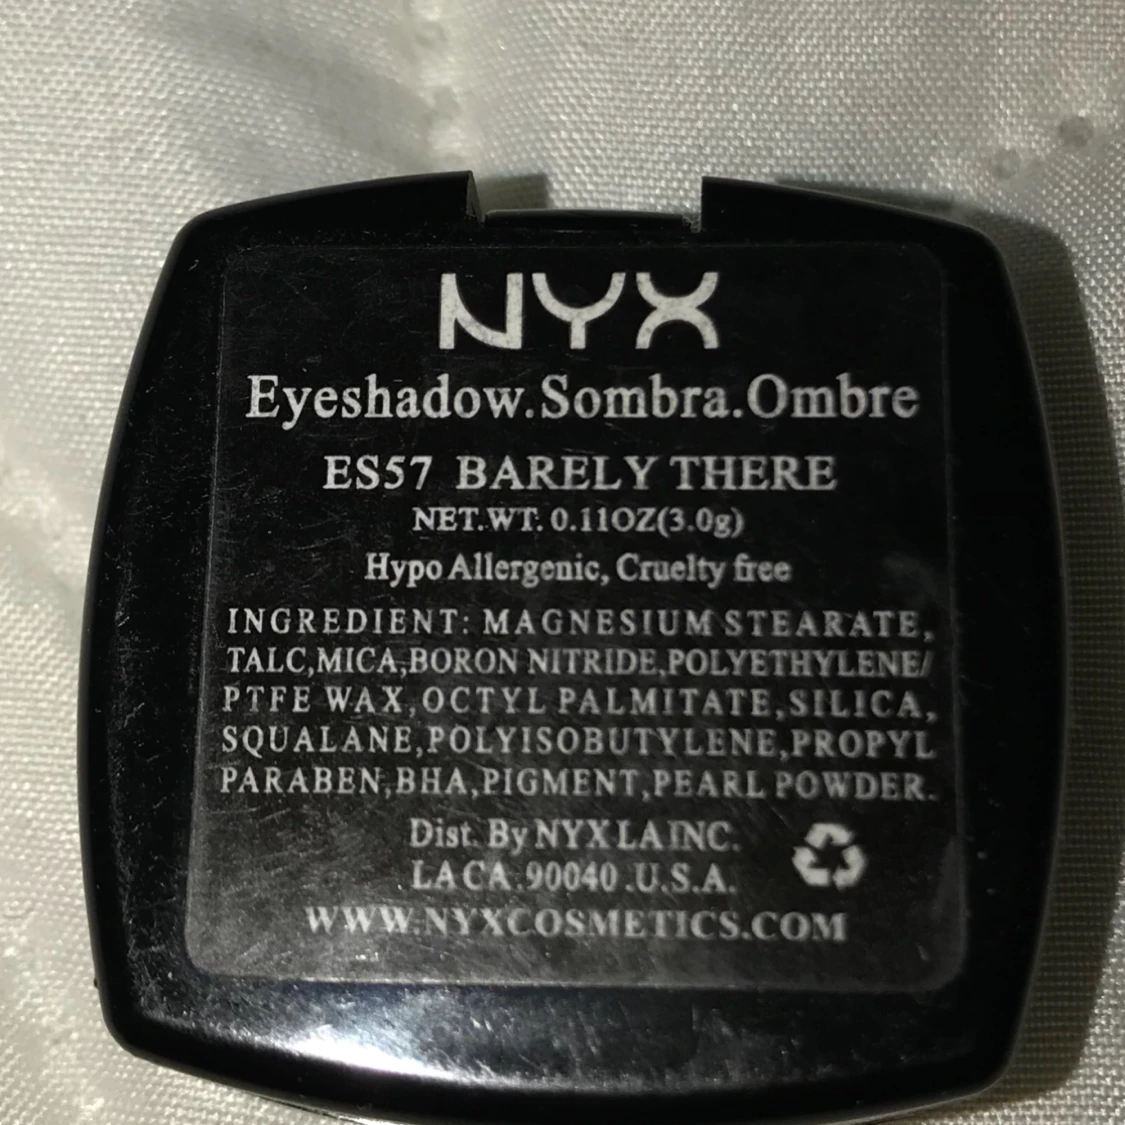 NYX
Eyeshadow.Sombra.Ombre
ES57 BARELY THERE
NET.WT. 0.11OZ(3.0g)
Hypo Allergenic, Cruelty free
INGREDIENT: MAGNESIUM STEARATE,
TALC,MICA,BORON NITRIDE,POLYETHYLENE/
PTFE WAX,OCTYL PALMITATE,SILICA,
SQUALANE,POLYISOBUTYLENE,PROPYL
PARABEN,BHA,PIGMENT,PEARL POWDER.
Dist. By NYX LA INC.
LA CA.90040.U.S.A.
WWW.NYXCOSMETICS.COM